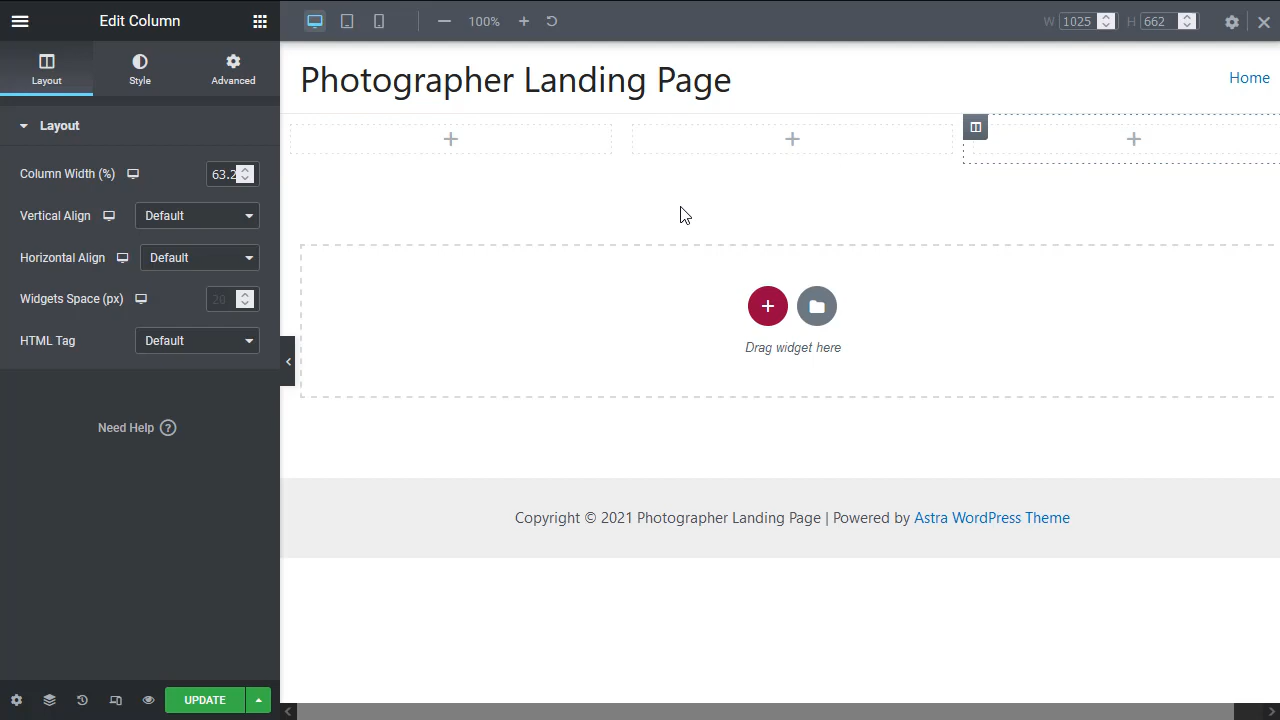 Edit Column
100%
W 1025 H 662
Layout Style Advanced
Photographer Landing Page
Home
Layout
Column Width (%) 63.2
Vertical Align Default
Horizontal Align Default
Widgets Space (px) 20
HTML Tag Default
Drag widget here
Need Help ?
Copyright © 2021 Photographer Landing Page | Powered by Astra WordPress Theme
UPDATE